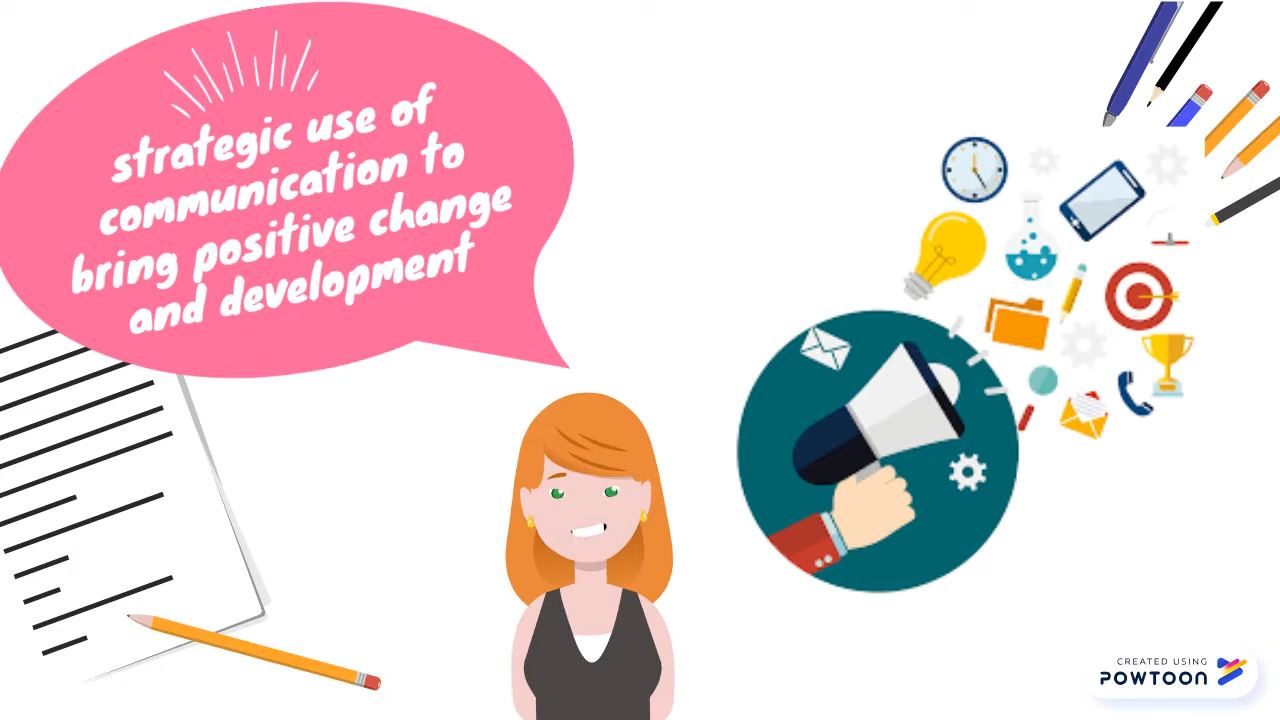 strategic use of
communication to
bring positive change
and development
CREATED USING
POWTOON